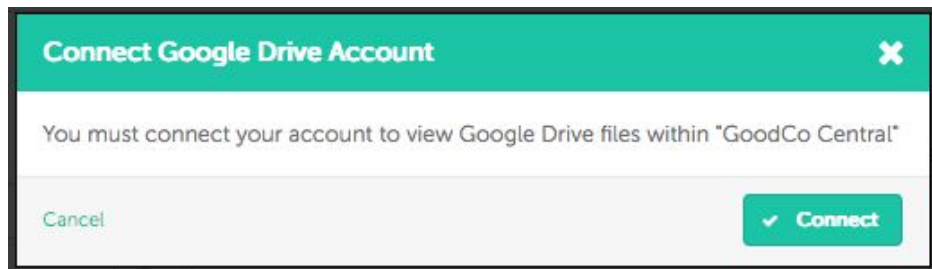 Connect Google Drive Account
You must connect your account to view Google Drive files within "GoodCo Central"
Cancel
Connect